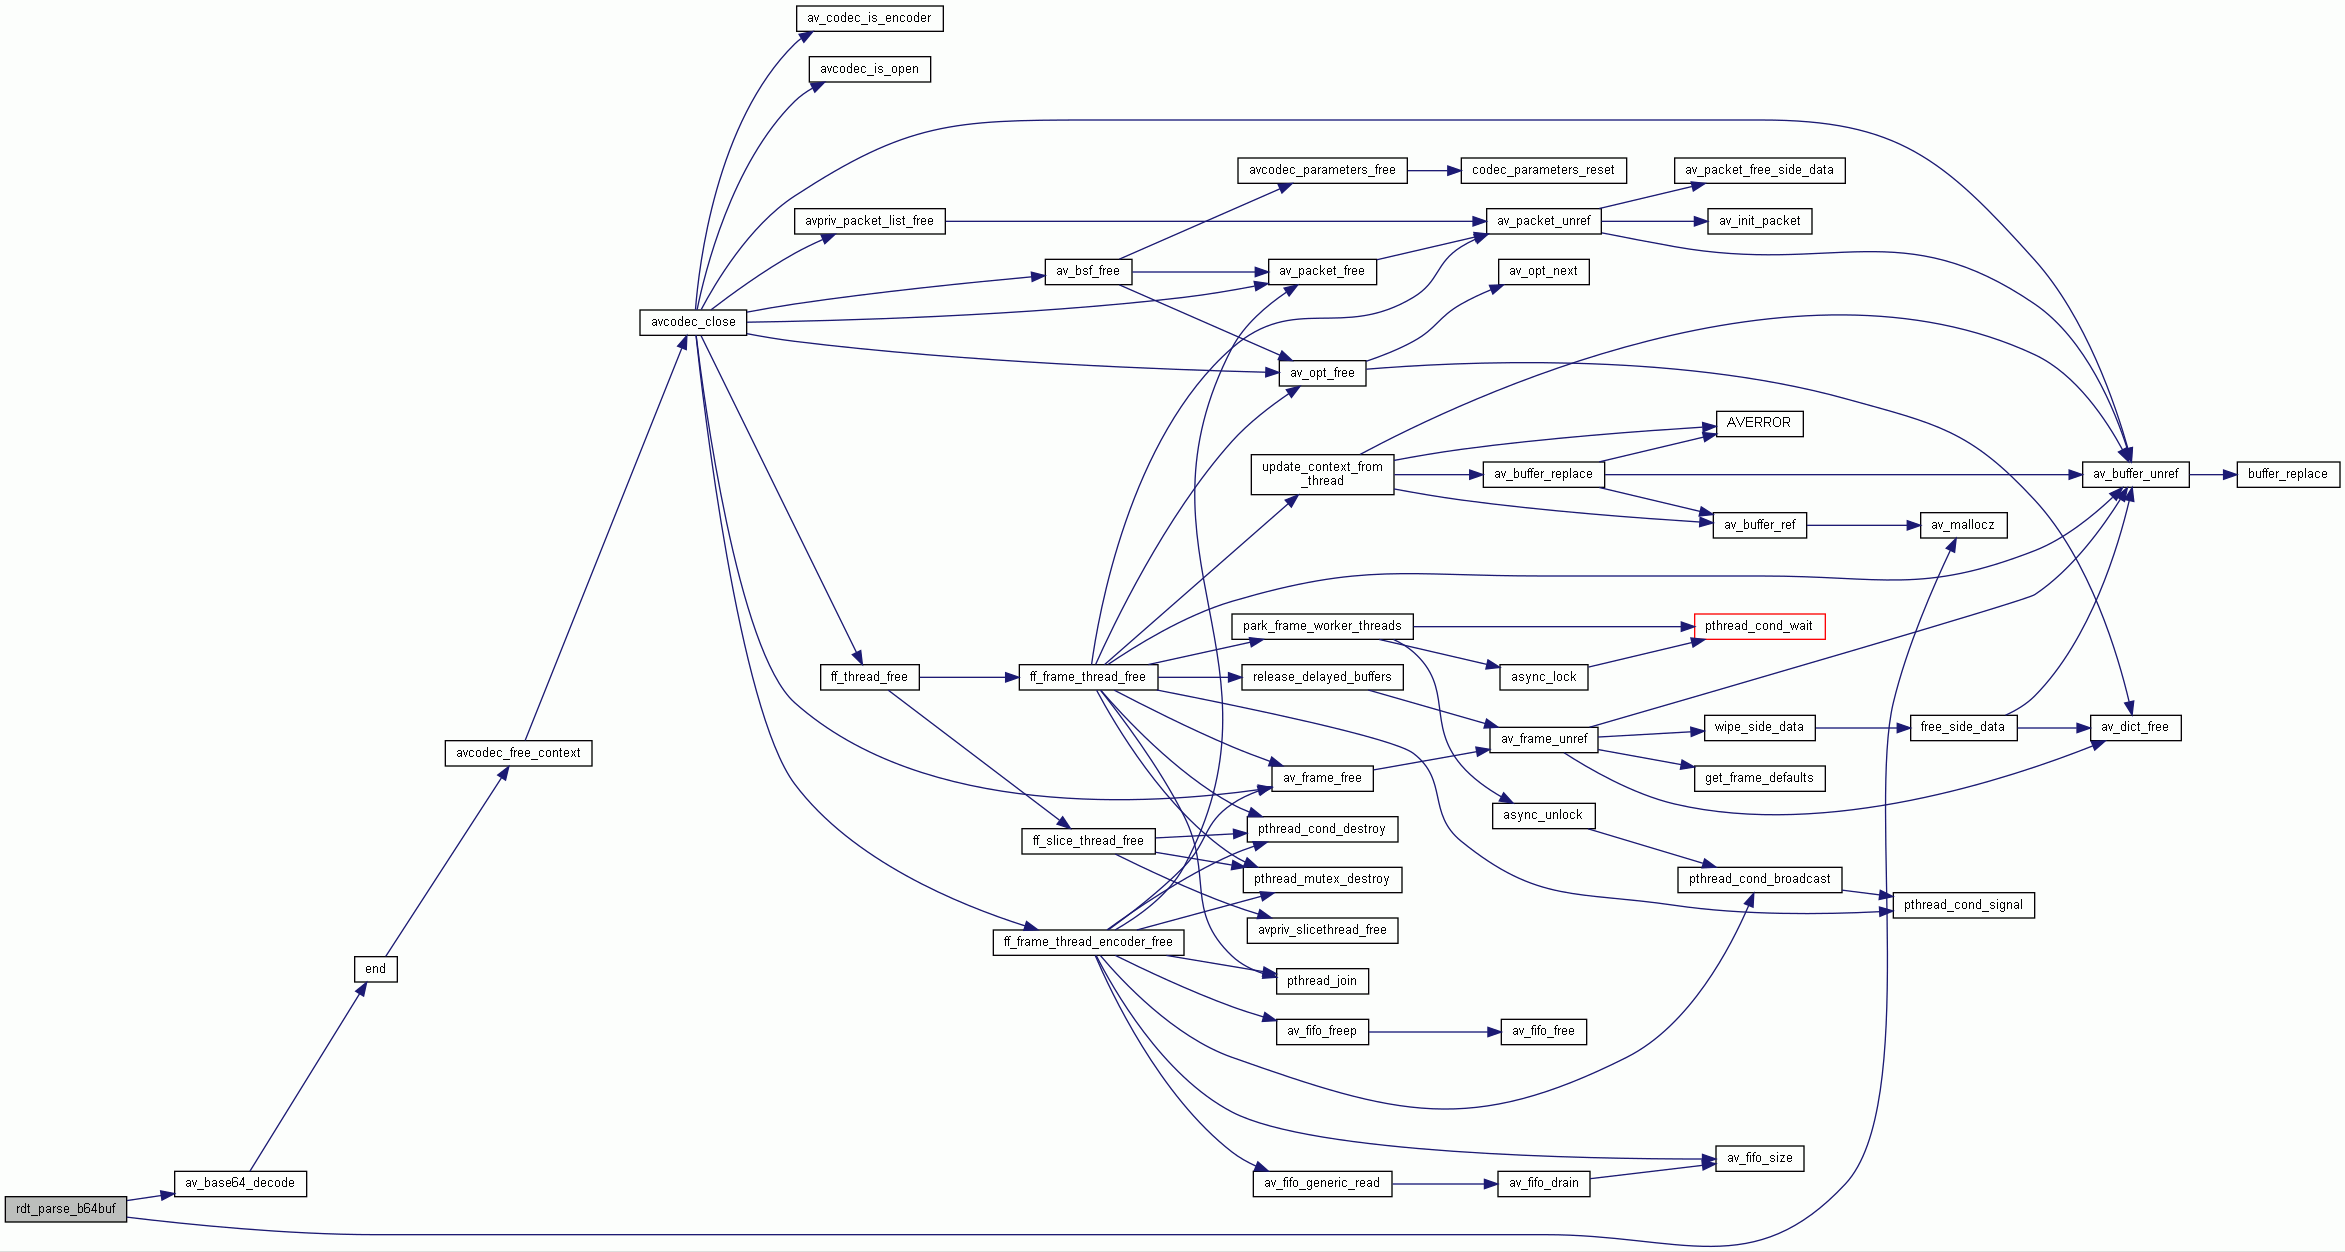 av_codec_is_encoder
avcodec_is_open
avcodec_parameters_free
codec_parameters_reset
av_packet_free_side_data
avpriv_packet_list_free
av_packet_unref
av_init_packet
av_bsf_free
av_packet_free
av_opt_next
avcodec_close
av_opt_free
AVERROR
update_context_from
_thread
av_buffer_replace
av_buffer_unref
buffer_replace
av_buffer_ref
av_mallocz
park_frame_worker_threads
pthread_cond_wait
ff_thread_free
ff_frame_thread_free
release_delayed_buffers
async_lock
av_frame_unref
wipe_side_data
free_side_data
av_dict_free
avcodec_free_context
av_frame_free
get_frame_defaults
async_unlock
ff_slice_thread_free
pthread_cond_destroy
pthread_mutex_destroy
pthread_cond_broadcast
pthread_cond_signal
avpriv_slicethread_free
ff_frame_thread_encoder_free
end
pthread_join
av_fifo_freep
av_fifo_free
av_fifo_size
av_base64_decode
av_fifo_generic_read
av_fifo_drain
rdt_parse_b64buf